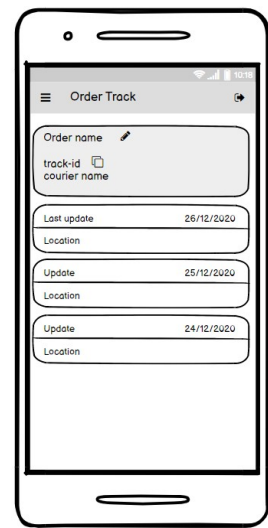 10:18
Order Track
Order name
track-id
courier name
Last update 26/12/2020
Location
Update 25/12/2020
Location
Update 24/12/2020
Location